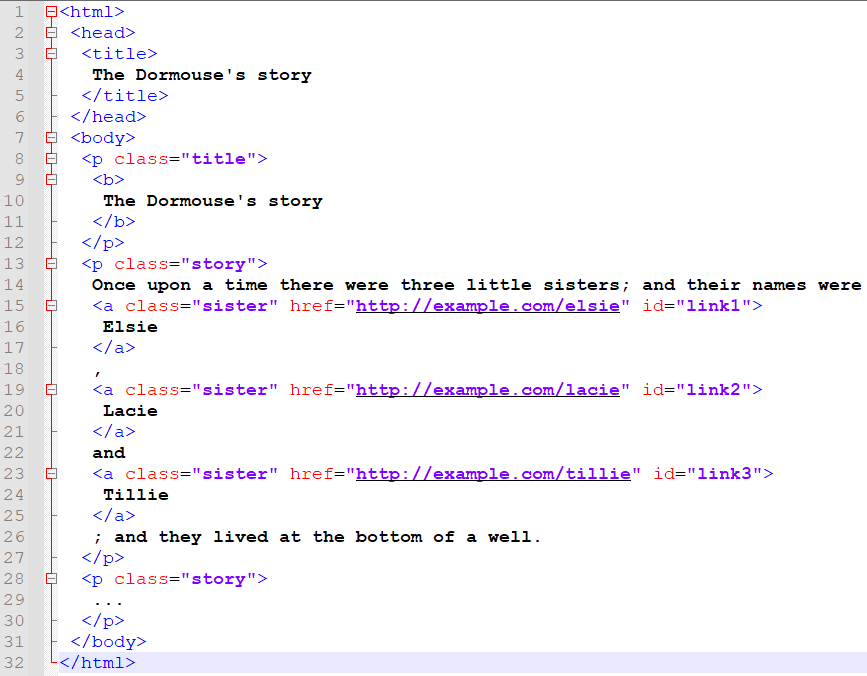 1 <html>
2  <head>
3   <title>
4    The Dormouse's story
5   </title>
6  </head>
7  <body>
8   <p class="title">
9    <b>
10     The Dormouse's story
11    </b>
12   </p>
13   <p class="story">
14    Once upon a time there were three little sisters; and their names were
15    <a class="sister" href="http://example.com/elsie" id="link1">
16     Elsie
17    </a>
18    ,
19    <a class="sister" href="http://example.com/lacie" id="link2">
20     Lacie
21    </a>
22    and
23    <a class="sister" href="http://example.com/tillie" id="link3">
24     Tillie
25    </a>
26    ; and they lived at the bottom of a well.
27   </p>
28   <p class="story">
29    ...
30   </p>
31  </body>
32 </html>